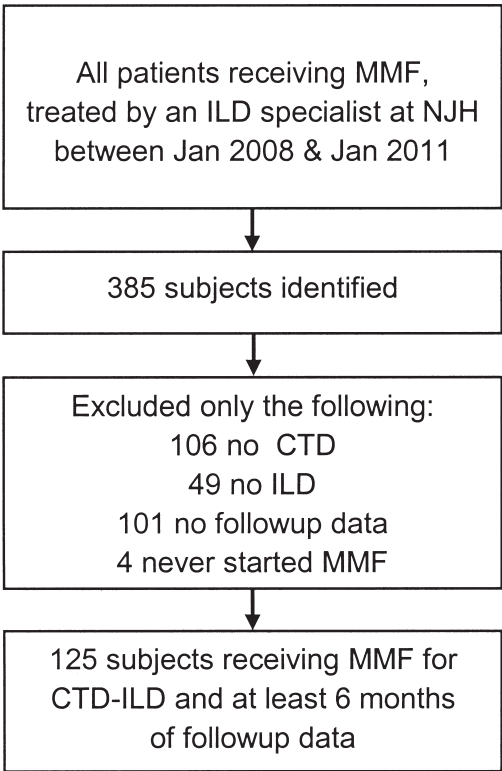 All patients receiving MMF,
treated by an ILD specialist at NJH
between Jan 2008 & Jan 2011
385 subjects identified
Excluded only the following:
106 no CTD
49 no ILD
101 no followup data
4 never started MMF
125 subjects receiving MMF for
CTD-ILD and at least 6 months
of followup data